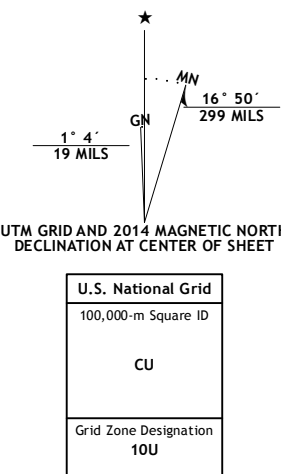 ★
MN
GN
16° 50´
299 MILS
1° 4´
19 MILS
UTM GRID AND 2014 MAGNETIC NORTH
DECLINATION AT CENTER OF SHEET
U.S. National Grid
100,000-m Square ID
CU
Grid Zone Designation
10U